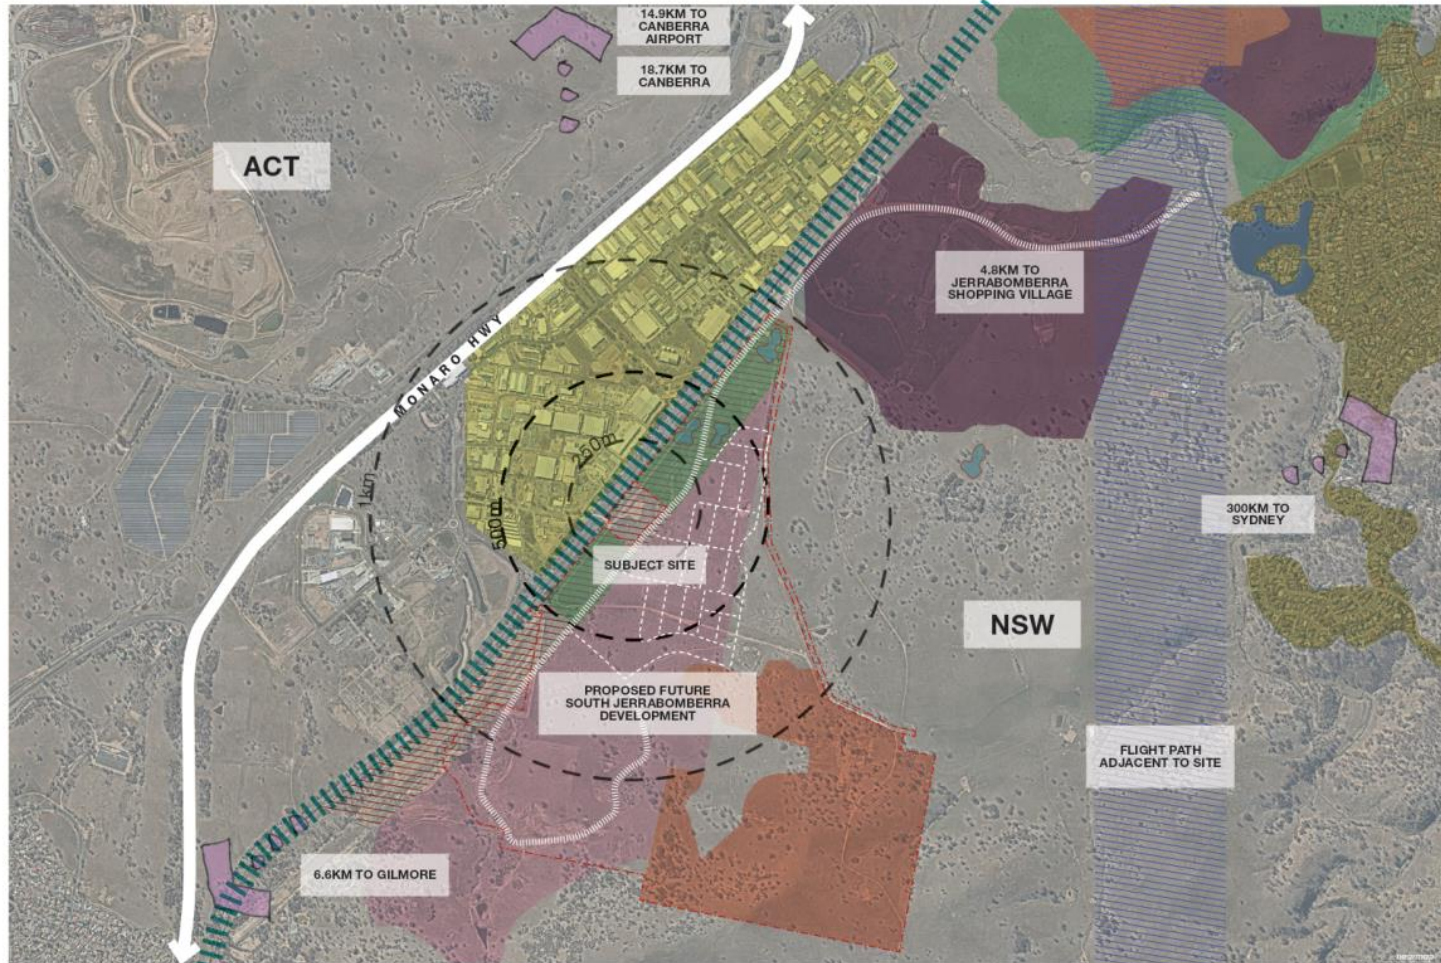 14.9KM TO
CANBERRA
AIRPORT
18.7KM TO
CANBERRA
ACT
MONARO HWY
4.8KM TO
JERRABOMBERRA
SHOPPING VILLAGE
250m
1km
500m
300KM TO
SYDNEY
SUBJECT SITE
NSW
PROPOSED FUTURE
SOUTH JERRABOMBERRA
DEVELOPMENT
FLIGHT PATH
ADJACENT TO SITE
6.6KM TO GILMORE
nearmap